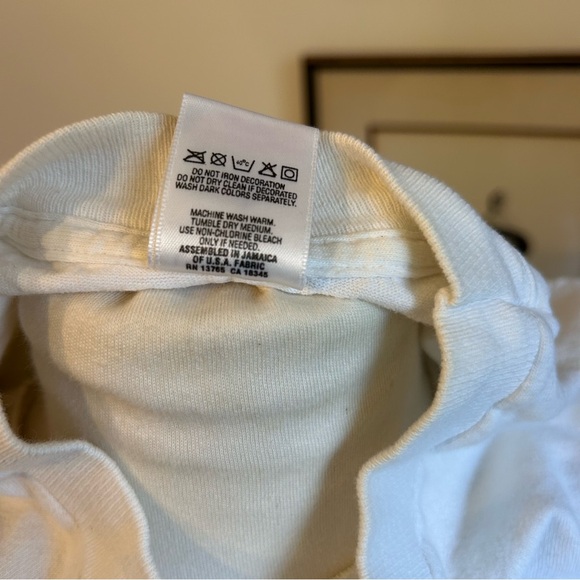 40°C
DO NOT IRON DECORATION
DO NOT DRY CLEAN IF DECORATED
WASH DARK COLORS SEPARATELY.
MACHINE WASH WARM.
TUMBLE DRY MEDIUM.
USE NON-CHLORINE BLEACH
ONLY IF NEEDED.
ASSEMBLED IN JAMAICA
OF U.S.A. FABRIC
RN 13765 CA 18345